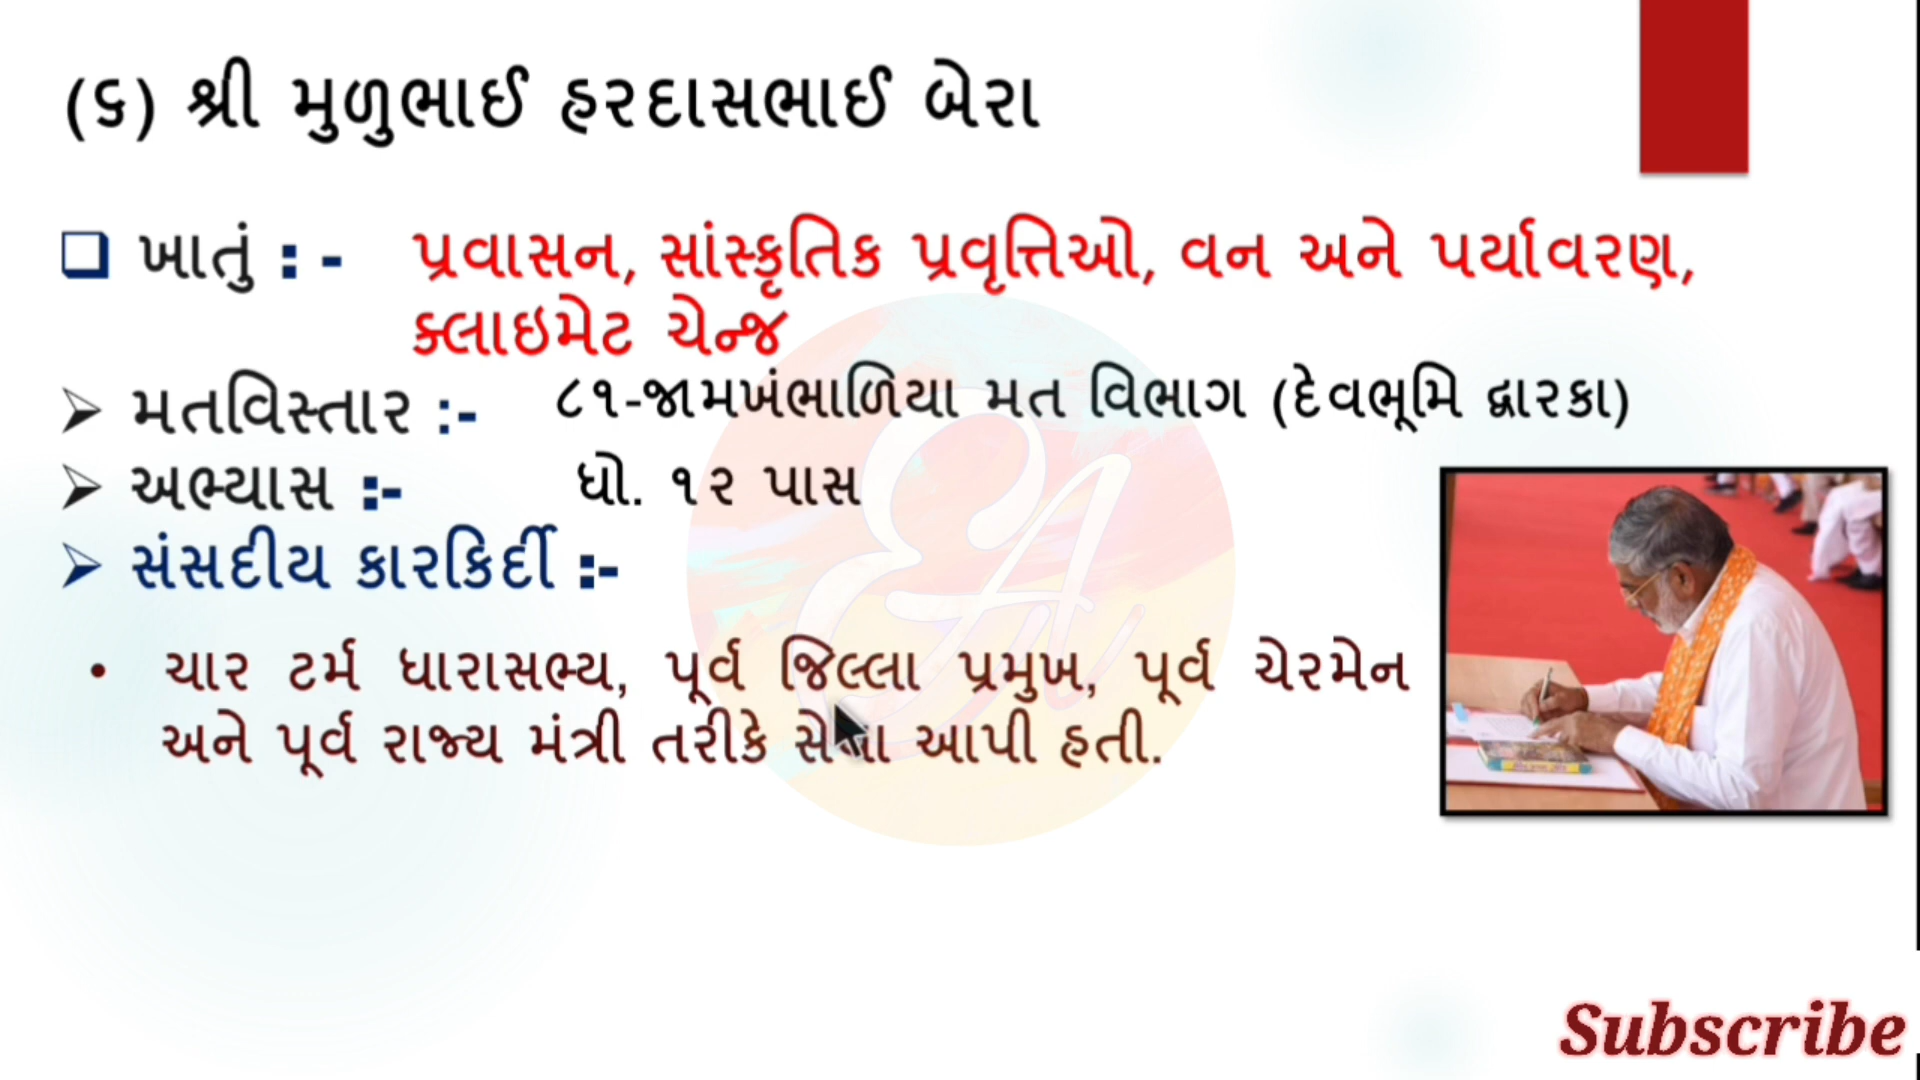 (૬) શ્રી મુળુભાઈ હરદાસભાઈ બેરા
ખાતું : - પ્રવાસન, સાંસ્કૃતિક પ્રવૃત્તિઓ, વન અને પર્યાવરણ,
ક્લાઇમેટ ચેન્જ
મતવિસ્તાર :- ૮૧-જામખંભાળિયા મત વિભાગ (દેવભૂમિ દ્વારકા)
અભ્યાસ :- ધો. ૧૨ પાસ
સંસદીય કારકિર્દી :-
• ચાર ટર્મ ધારાસભ્ય, પૂર્વ જિલ્લા પ્રમુખ, પૂર્વ ચેરમેન
અને પૂર્વ રાજ્ય મંત્રી તરીકે સેવા આપી હતી.
EA
Subscribe